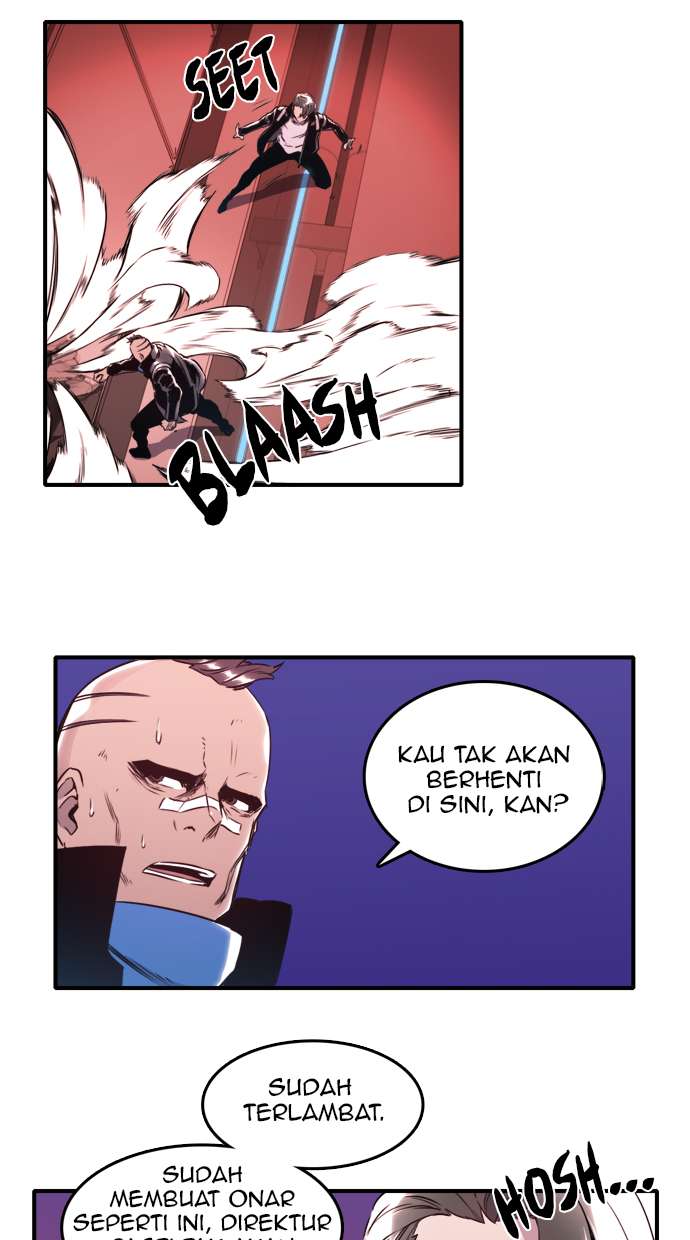 SEET
BLAASH
KAU TAK AKAN
BERHENTI
DI SINI, KAN?
SUDAH
TERLAMBAT.
SUDAH
MEMBUAT ONAR
SEPERTI INI, DIREKTUR
HOSH....